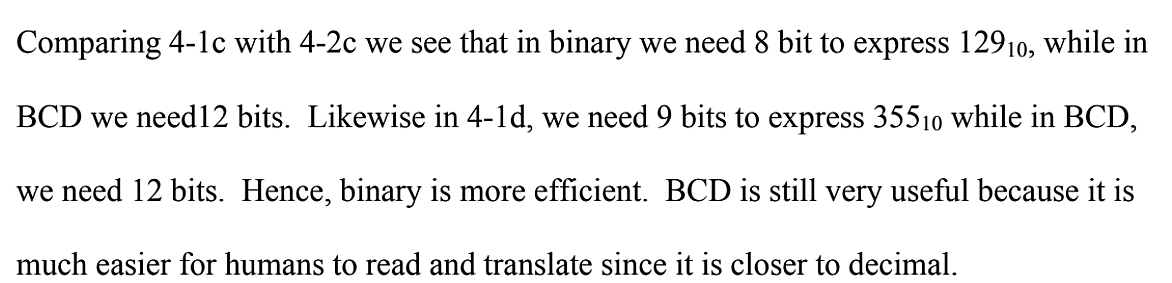 Comparing 4-1c with 4-2c we see that in binary we need 8 bit to express 129₁₀, while in
BCD we need12 bits.  Likewise in 4-1d, we need 9 bits to express 355₁₀ while in BCD,
we need 12 bits.  Hence, binary is more efficient.  BCD is still very useful because it is
much easier for humans to read and translate since it is closer to decimal.